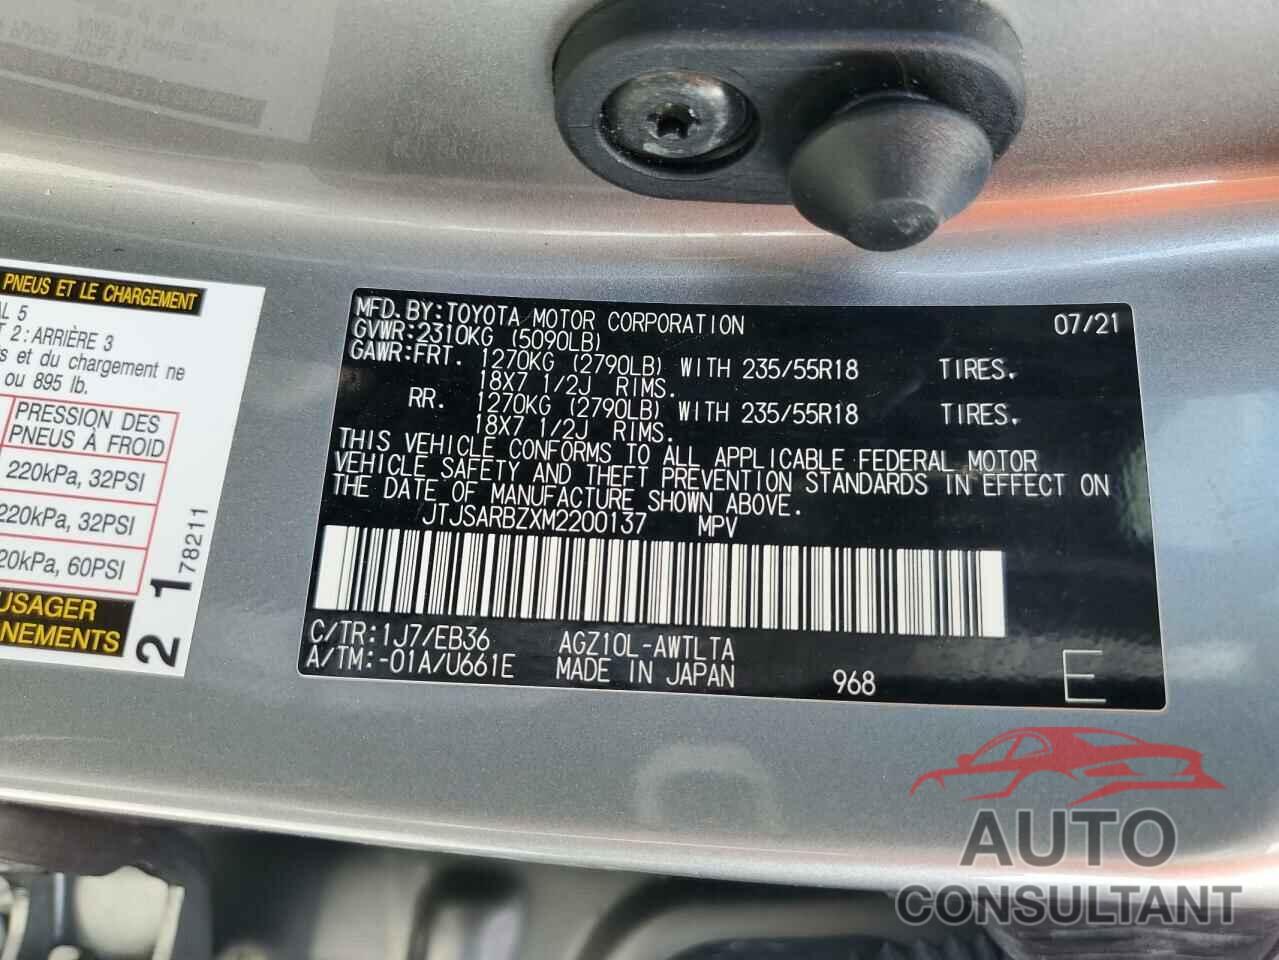 PNEUS ET LE CHARGEMENT
AL 5
T 2: ARRIÈRE 3
s et du chargement ne
ou 895 lb.
PRESSION DES
PNEUS À FROID
220kPa, 32PSI
220kPa, 32PSI
20kPa, 60PSI
USAGER
NNEMENTS
2 1 78211
MFD. BY: TOYOTA MOTOR CORPORATION 07/21
GVWR: 2310KG (5090LB)
GAWR: FRT. 1270KG (2790LB) WITH 235/55R18 TIRES.
18X7 1/2J RIMS.
RR. 1270KG (2790LB) WITH 235/55R18 TIRES.
18X7 1/2J RIMS.
THIS VEHICLE CONFORMS TO ALL APPLICABLE FEDERAL MOTOR
VEHICLE SAFETY AND THEFT PREVENTION STANDARDS IN EFFECT ON
THE DATE OF MANUFACTURE SHOWN ABOVE.
JTJSARBZXM2200137 MPV
C/TR: 1J7/EB36 AGZ10L-AWTLTA
A/TM: -01A/U661E MADE IN JAPAN 968 E
AUTO
CONSULTANT